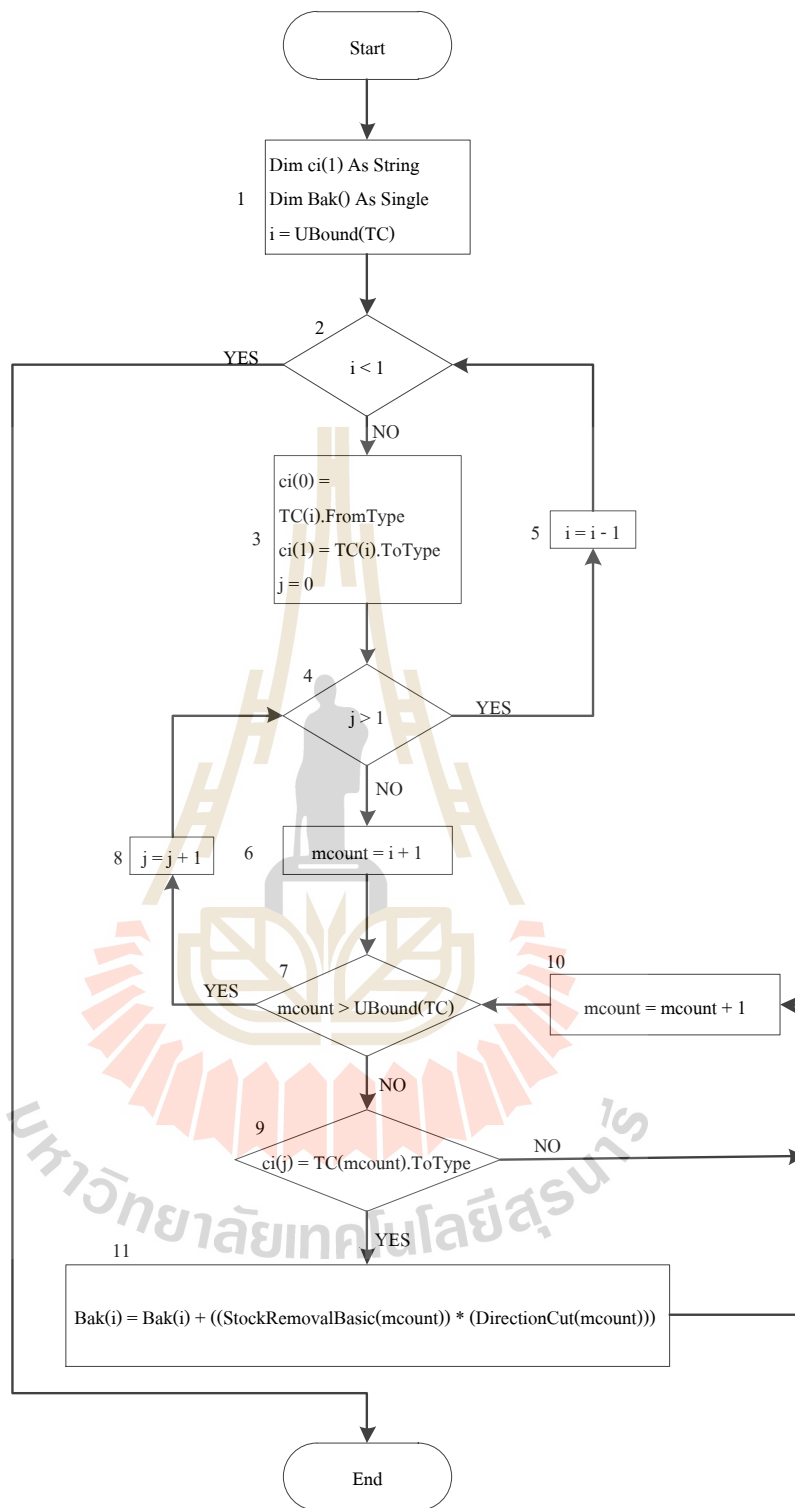 Start
1
Dim ci(1) As String
Dim Bak() As Single
i = UBound(TC)
2
YES
i < 1
NO
3
ci(0) =
TC(i).FromType
ci(1) = TC(i).ToType
j = 0
5
i = i - 1
4
j > 1
YES
NO
8
j = j + 1
6
mcount = i + 1
7
YES
mcount > UBound(TC)
10
mcount = mcount + 1
NO
9
ci(j) = TC(mcount).ToType
NO
มหาวิทยาลัยเทคโนโลยีสุรนารี
YES
11
Bak(i) = Bak(i) + ((StockRemovalBasic(mcount)) * (DirectionCut(mcount)))
End